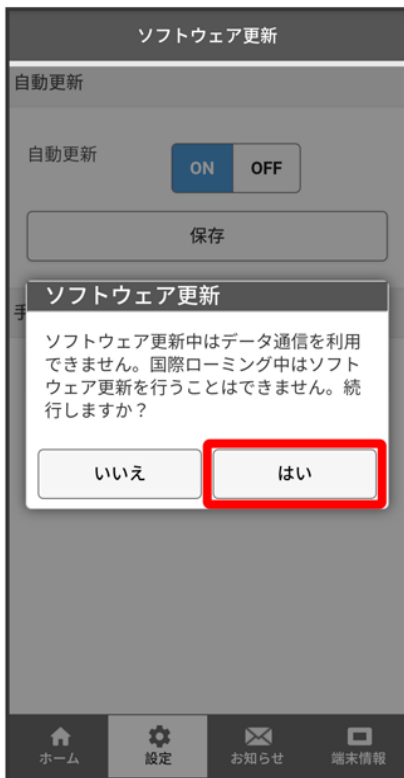 ソフトウェア更新
自動更新
自動更新
ON OFF
保存
手
ソフトウェア更新
ソフトウェア更新中はデータ通信を利用
できません。国際ローミング中はソフト
ウェア更新を行うことはできません。続
行しますか？
いいえ はい
ホーム 設定 お知らせ 端末情報